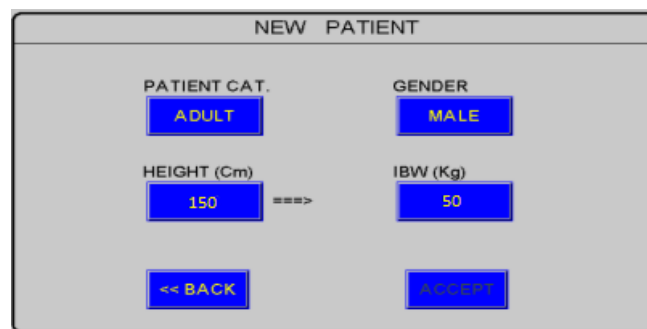 NEW PATIENT
PATIENT CAT. GENDER
ADULT MALE
HEIGHT (Cm) IBW (Kg)
150 ===> 50
<< BACK ACCEPT